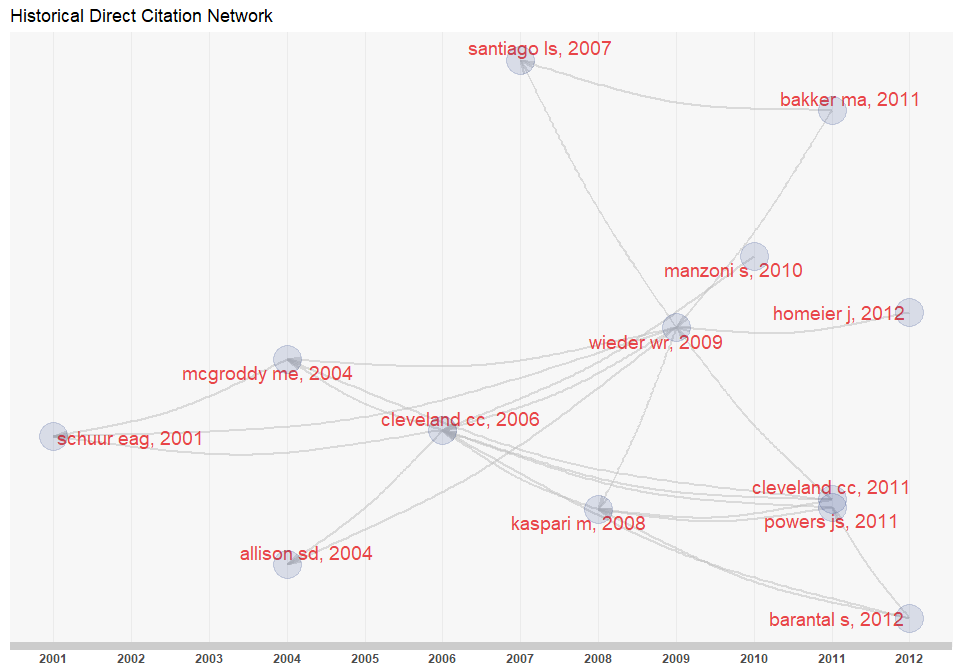 Historical Direct Citation Network
santiago ls, 2007
bakker ma, 2011
manzoni s, 2010
homeier j, 2012
wieder wr, 2009
mcgroddy me, 2004
cleveland cc, 2006
schuur eag, 2001
cleveland cc, 2011
kaspari m, 2008
powers js, 2011
allison sd, 2004
barantal s, 2012
2001 2002 2003 2004 2005 2006 2007 2008 2009 2010 2011 2012